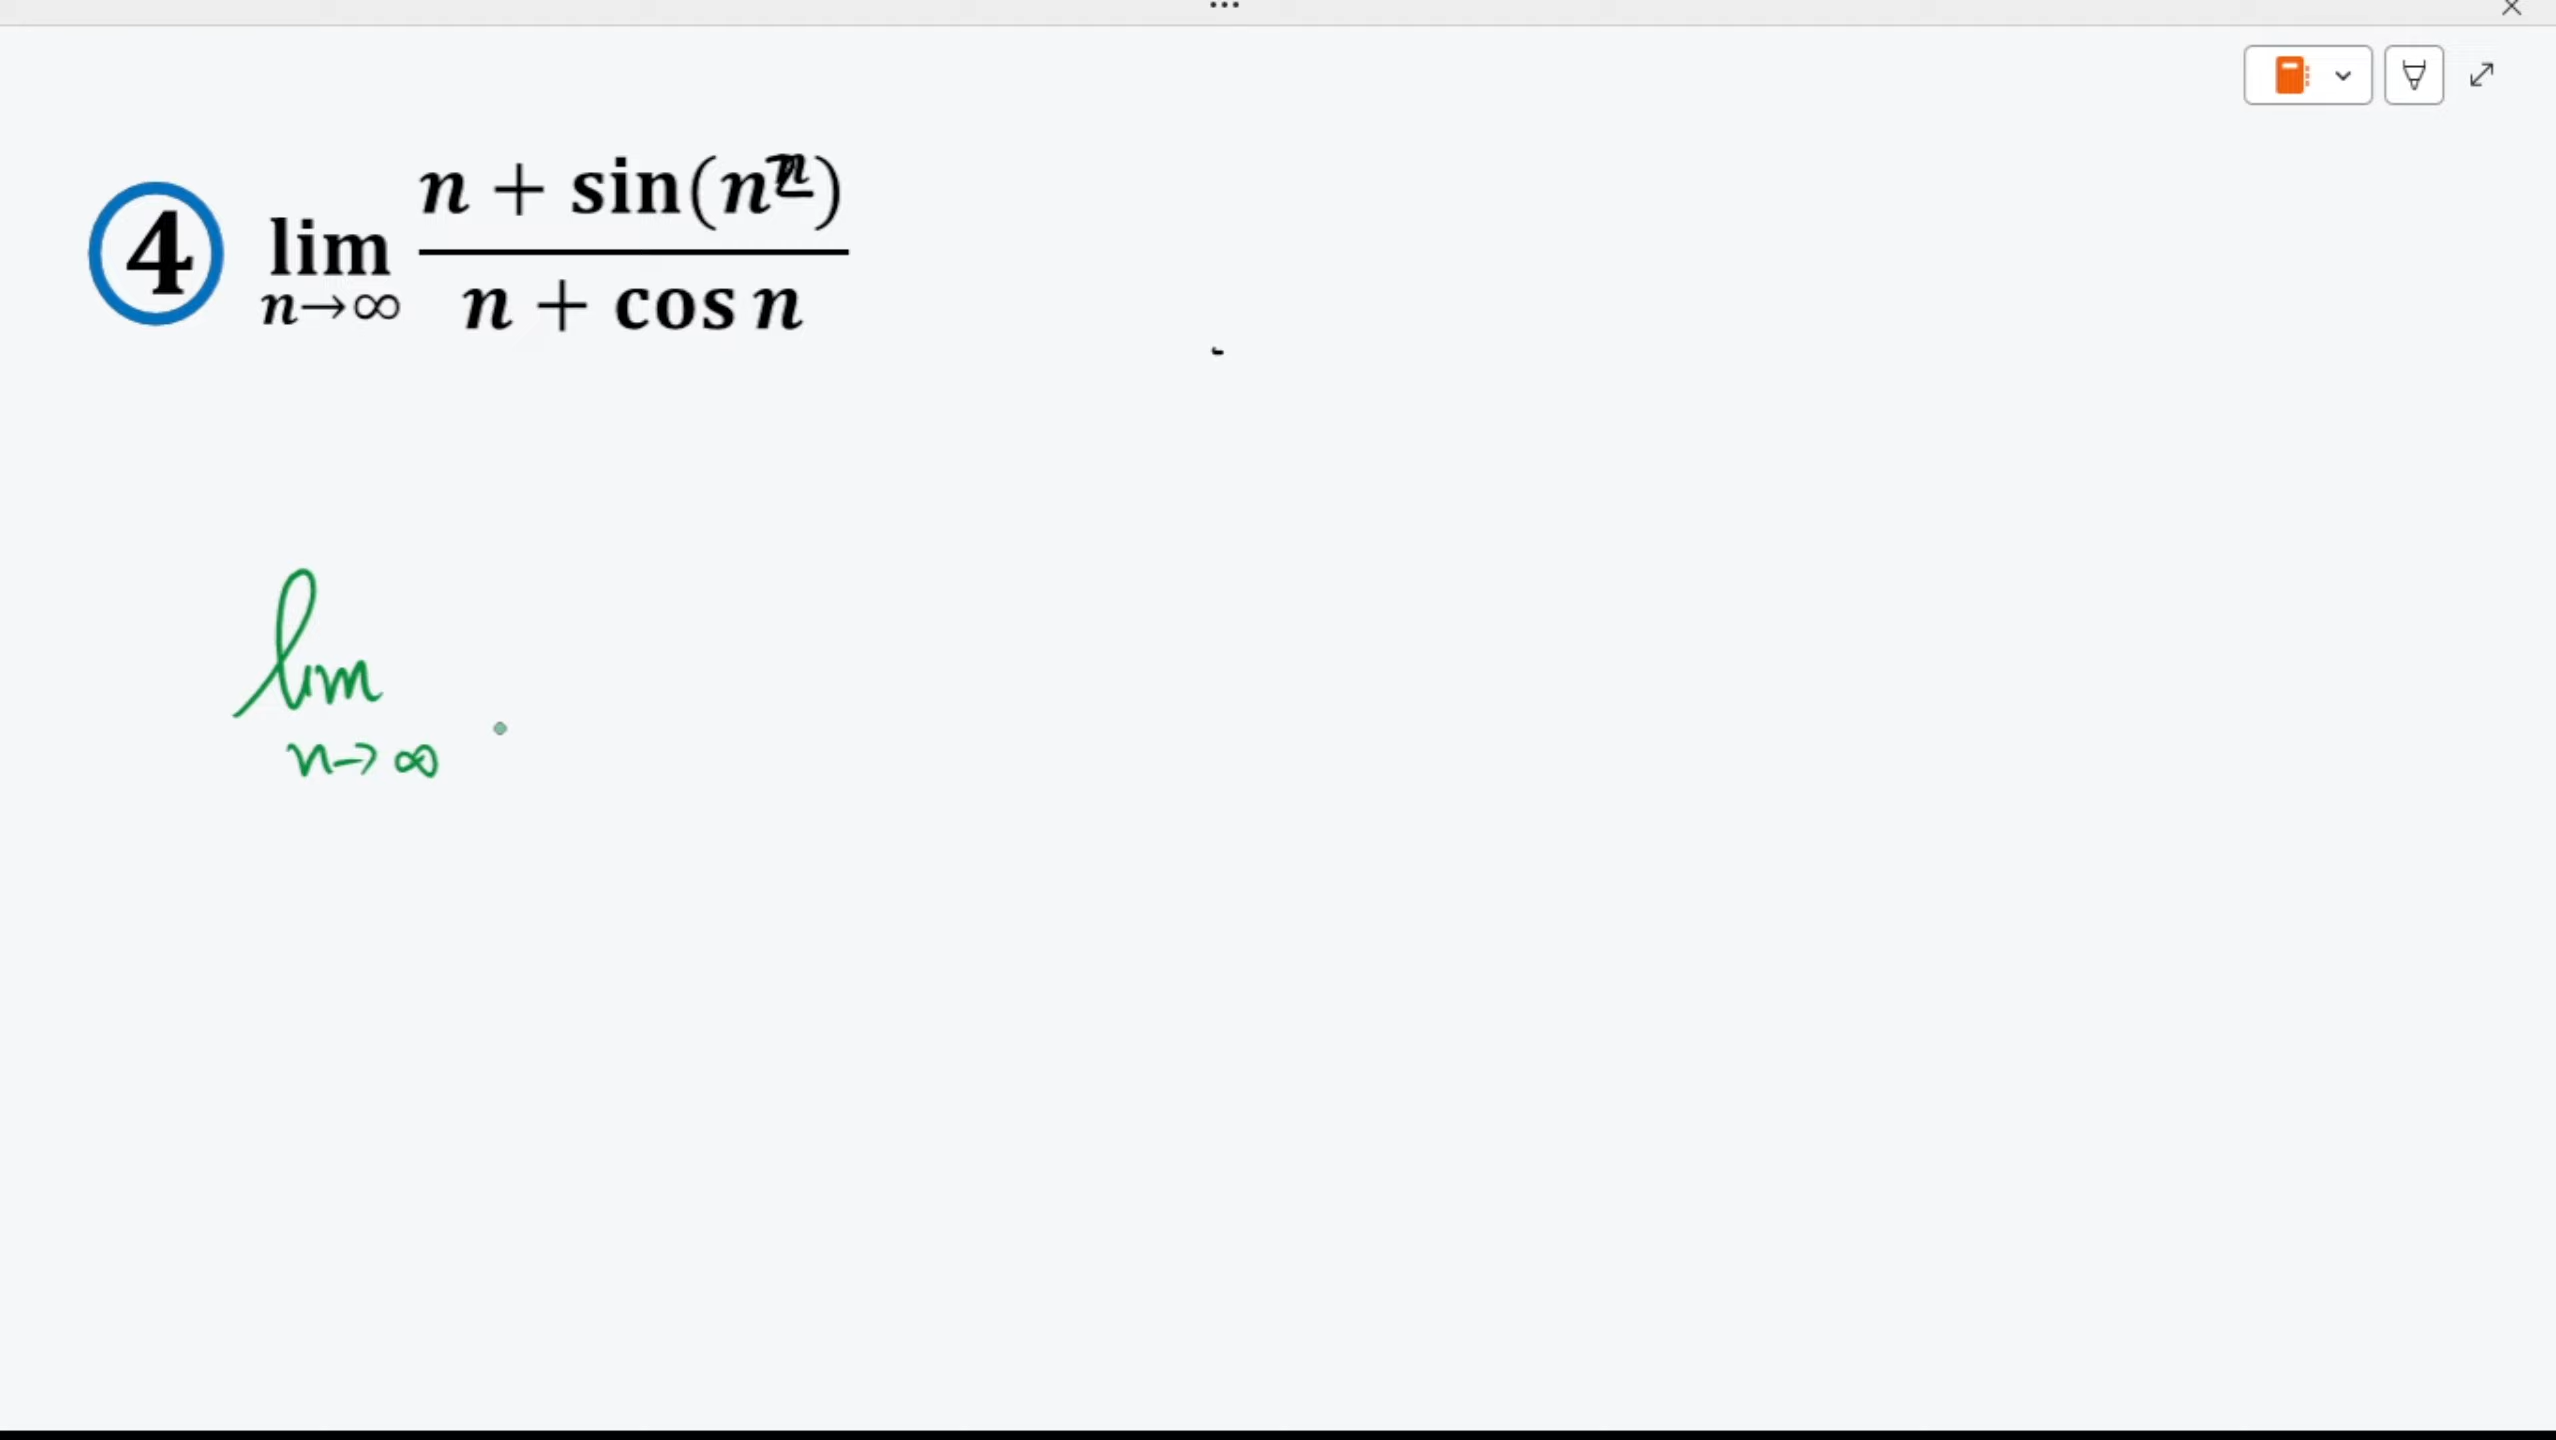 ④ lim n→∞ (n + sin(n²)) / (n + cos n)
lim
n→∞